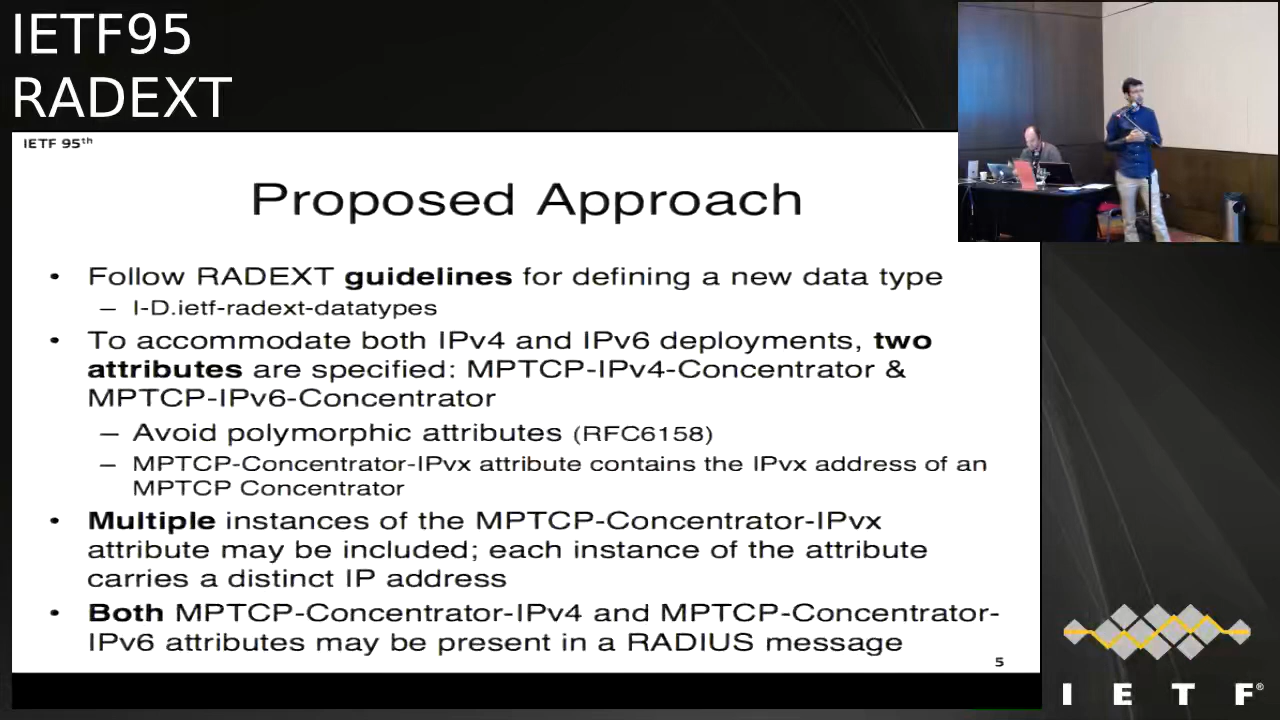 IETF95
RADEXT
IETF 95th
Proposed Approach
• Follow RADEXT guidelines for defining a new data type
– I-D.ietf-radext-datatypes
• To accommodate both IPv4 and IPv6 deployments, two
attributes are specified: MPTCP-IPv4-Concentrator &
MPTCP-IPv6-Concentrator
– Avoid polymorphic attributes (RFC6158)
– MPTCP-Concentrator-IPvx attribute contains the IPvx address of an
MPTCP Concentrator
• Multiple instances of the MPTCP-Concentrator-IPvx
attribute may be included; each instance of the attribute
carries a distinct IP address
• Both MPTCP-Concentrator-IPv4 and MPTCP-Concentrator-
IPv6 attributes may be present in a RADIUS message
5
I E T F®